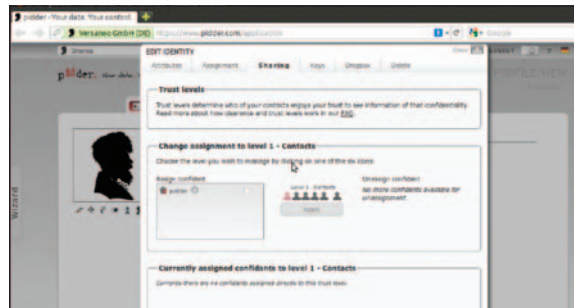 pidder - Your data. Your control.
Versaneo GmbH (DE) https://www.pidder.com/application
Google
Sharina
EDIT IDENTITY
Close
Attributes Assignment Sharing Keys Dropbox Delete
pidder.
PROFILE VIEW
Trust levels
Trust levels determine who of your contacts enjoys your trust to see information of that confidentiality.
Read more about how clearance and trust levels work in our FAQ.
Change assignment to level 1 - Contacts
Choose the level you wish to manage by clicking on one of the six icons.
Assign confidant
Unassign confidant
pidder
Level 1 - Contacts
No more confidants available for
unassignment.
Wizard
Currently assigned confidants to level 1 - Contacts
Currently there are no confidants assigned directly to this trust level.